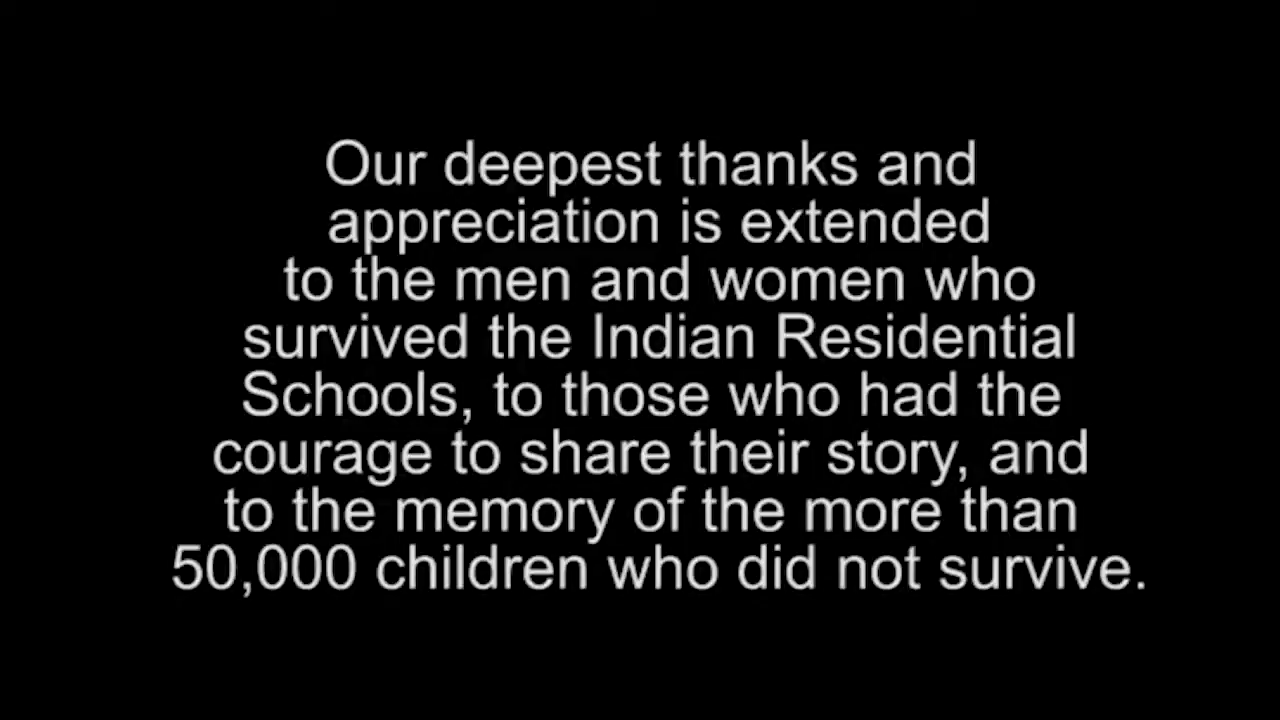 Our deepest thanks and
appreciation is extended
to the men and women who
survived the Indian Residential
Schools, to those who had the
courage to share their story, and
to the memory of the more than
50,000 children who did not survive.